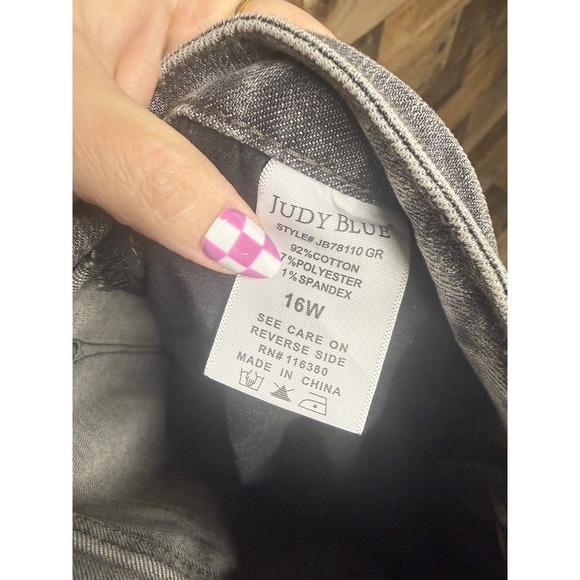 JUDY BLUE
STYLE# JB78110 GR
92%COTTON
7%POLYESTER
1%SPANDEX
16W
SEE CARE ON
REVERSE SIDE
RN# 116380
MADE IN CHINA